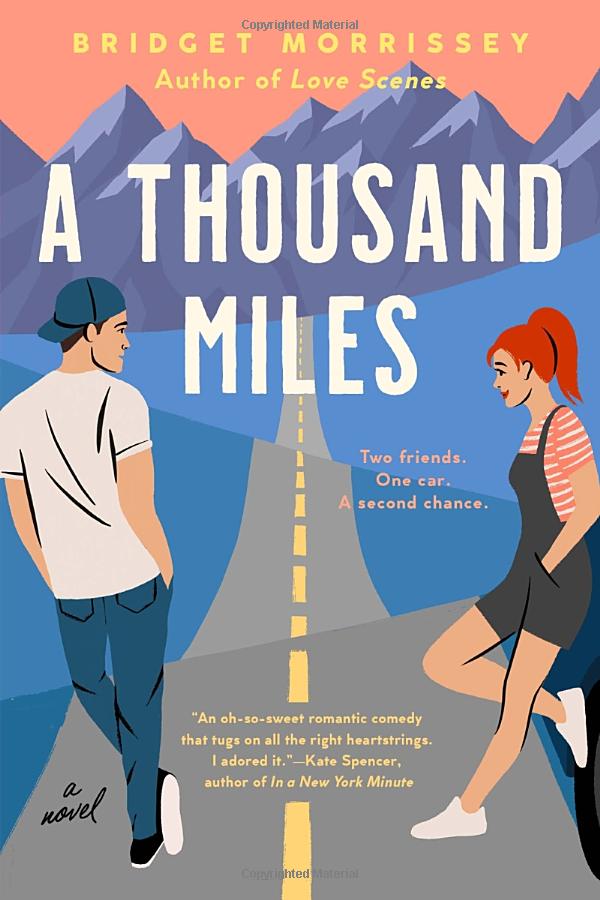 Copyrighted Material
BRIDGET MORRISSEY
Author of Love Scenes
A THOUSAND
MILES
Two friends.
One car.
A second chance.
“An oh-so-sweet romantic comedy
that tugs on all the right heartstrings.
I adored it.”—Kate Spencer,
author of In a New York Minute
a
novel
Copyrighted Material